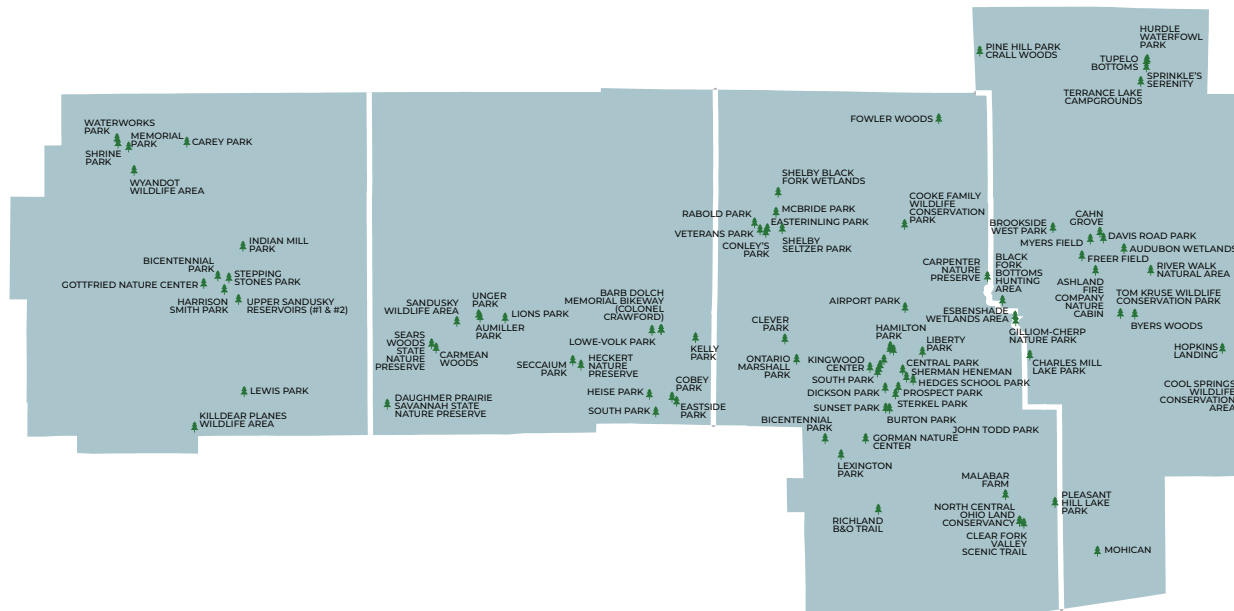 WATERWORKS
PARK
MEMORIAL
PARK
SHRINE
PARK
CAREY PARK
WYANDOT
WILDLIFE AREA
INDIAN MILL
PARK
BICENTENNIAL
PARK
STEPPING
STONES PARK
GOTTFRIED NATURE CENTER
HARRISON
SMITH PARK
UPPER SANDUSKY
RESERVOIRS (#1 & #2)
LEWIS PARK
KILLDEAR PLANES
WILDLIFE AREA
SANDUSKY
WILDLIFE AREA
UNGER
PARK
LIONS PARK
AUMILLER
PARK
SEARS
WOODS
STATE
NATURE
PRESERVE
CARMEAN
WOODS
DAUGHMER PRAIRIE
SAVANNAH STATE
NATURE PRESERVE
BARB DOLCH
MEMORIAL BIKEWAY
(COLONEL
CRAWFORD)
LOWE-VOLK PARK
KELLY
PARK
SECCAIUM
PARK
HECKERT
NATURE
PRESERVE
HEISE PARK
COBEY
PARK
SOUTH PARK
EASTSIDE
PARK
FOWLER WOODS
SHELBY BLACK
FORK WETLANDS
RABOLD PARK
MCBRIDE PARK
EASTERINLING PARK
VETERANS PARK
CONLEY'S
PARK
SHELBY
SELTZER PARK
COOKE FAMILY
WILDLIFE
CONSERVATION
PARK
CARPENTER
NATURE
PRESERVE
BLACK
FORK
BOTTOMS
HUNTING
AREA
AIRPORT PARK
ESBENSHADE
WETLANDS AREA
GILLIOM-CHERP
NATURE PARK
CLEVER
PARK
ONTARIO
MARSHALL PARK
HAMILTON
PARK
LIBERTY
PARK
KINGWOOD
CENTER
CENTRAL PARK
SHERMAN HENEMAN
SOUTH PARK
HEDGES SCHOOL PARK
DICKSON PARK
PROSPECT PARK
STERKEL PARK
SUNSET PARK
BURTON PARK
JOHN TODD PARK
BICENTENNIAL
PARK
GORMAN NATURE
CENTER
LEXINGTON
PARK
RICHLAND
B&O TRAIL
MALABAR
FARM
NORTH CENTRAL
OHIO LAND
CONSERVANCY
CLEAR FORK
VALLEY
SCENIC TRAIL
PINE HILL PARK
CRALL WOODS
HURDLE
WATERFOWL
PARK
TUPELO
BOTTOMS
SPRINKLE'S
SERENITY
TERRANCE LAKE
CAMPGROUNDS
BROOKSIDE
WEST PARK
CAHN
GROVE
DAVIS ROAD PARK
MYERS FIELD
AUDUBON WETLANDS
FREER FIELD
RIVER WALK
NATURAL AREA
ASHLAND
FIRE
COMPANY
NATURE
CABIN
TOM KRUSE WILDLIFE
CONSERVATION PARK
BYERS WOODS
CHARLES MILL
LAKE PARK
HOPKINS
LANDING
COOL SPRINGS
WILDLIFE
CONSERVATION
AREA
PLEASANT
HILL LAKE
PARK
MOHICAN